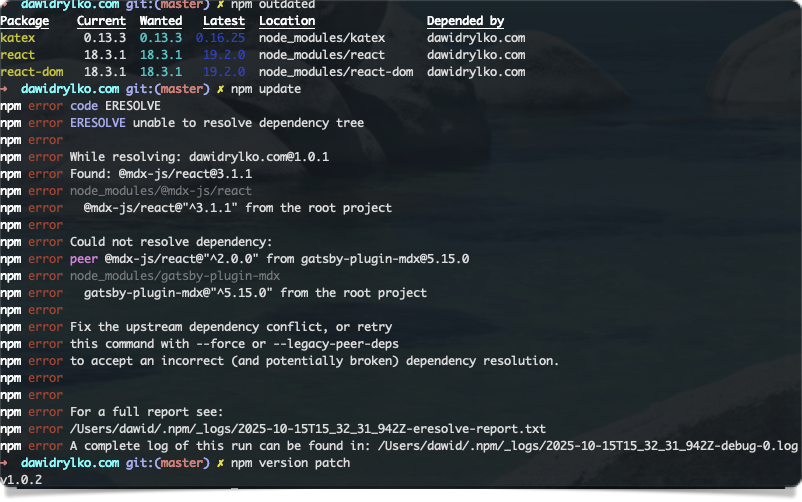 dawidrylko.com git:(master) ✗ npm outdated
Package Current Wanted Latest Location Depended by
katex 0.13.3 0.13.3 0.16.25 node_modules/katex dawidrylko.com
react 18.3.1 18.3.1 19.2.0 node_modules/react dawidrylko.com
react-dom 18.3.1 18.3.1 19.2.0 node_modules/react-dom dawidrylko.com
→ dawidrylko.com git:(master) ✗ npm update
npm error code ERESOLVE
npm error ERESOLVE unable to resolve dependency tree
npm error
npm error While resolving: dawidrylko.com@1.0.1
npm error Found: @mdx-js/react@3.1.1
npm error node_modules/@mdx-js/react
npm error   @mdx-js/react@"^3.1.1" from the root project
npm error
npm error Could not resolve dependency:
npm error peer @mdx-js/react@"^2.0.0" from gatsby-plugin-mdx@5.15.0
npm error node_modules/gatsby-plugin-mdx
npm error   gatsby-plugin-mdx@"^5.15.0" from the root project
npm error
npm error Fix the upstream dependency conflict, or retry
npm error this command with --force or --legacy-peer-deps
npm error to accept an incorrect (and potentially broken) dependency resolution.
npm error
npm error
npm error For a full report see:
npm error /Users/dawid/.npm/_logs/2025-10-15T15_32_31_942Z-eresolve-report.txt
npm error A complete log of this run can be found in: /Users/dawid/.npm/_logs/2025-10-15T15_32_31_942Z-debug-0.log
→ dawidrylko.com git:(master) ✗ npm version patch
v1.0.2